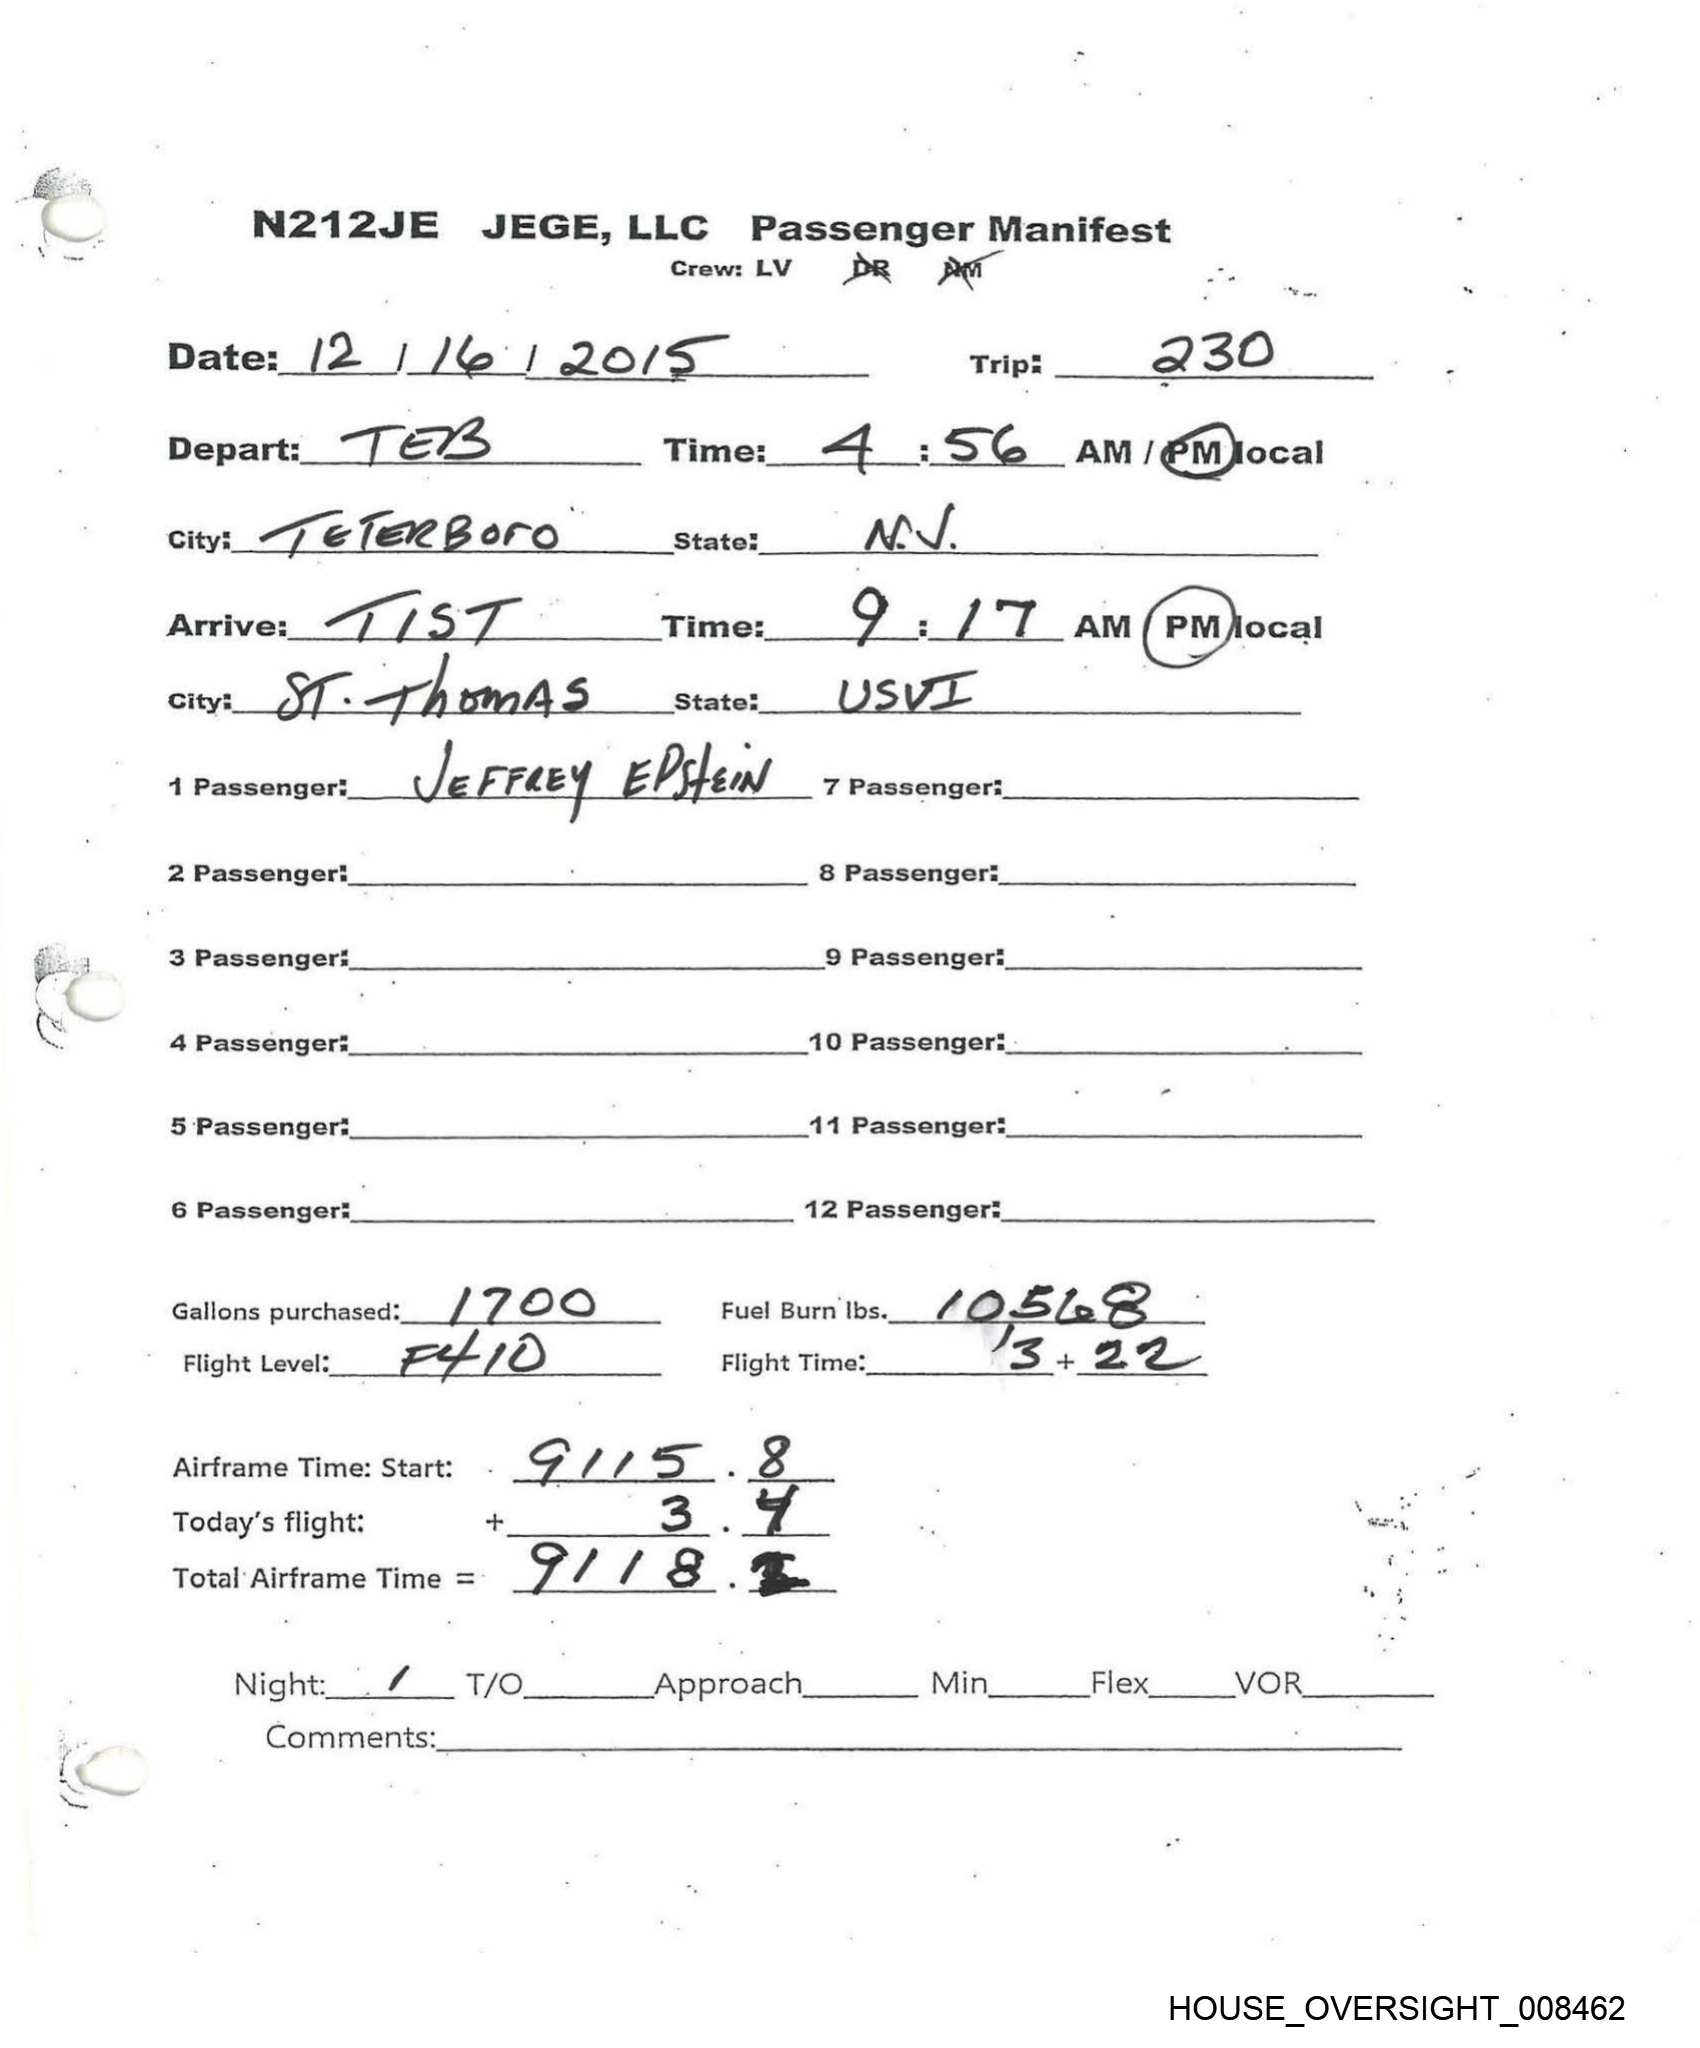 N212JE JEGE, LLC Passenger Manifest
Crew: LV DR AM
Date: 12 / 16 / 2015 Trip: 230
Depart: TEB Time: 4 : 56 AM / PM local
City: TETERBORO State: N.J.
Arrive: TIST Time: 9 : 17 AM / PM local
City: ST. THOMAS State: USVI
1 Passenger: JEFFREY EPSTEIN 7 Passenger:
2 Passenger: 8 Passenger:
3 Passenger: 9 Passenger:
4 Passenger: 10 Passenger:
5 Passenger: 11 Passenger:
6 Passenger: 12 Passenger:
Gallons purchased: 1700 Fuel Burn lbs. 10568
Flight Level: F410 Flight Time: 3 + 22
Airframe Time: Start: 9115 . 8
Today's flight: + 3 . 4
Total Airframe Time = 9118 .
Night: 1 T/O Approach Min Flex VOR
Comments:
HOUSE_OVERSIGHT_008462